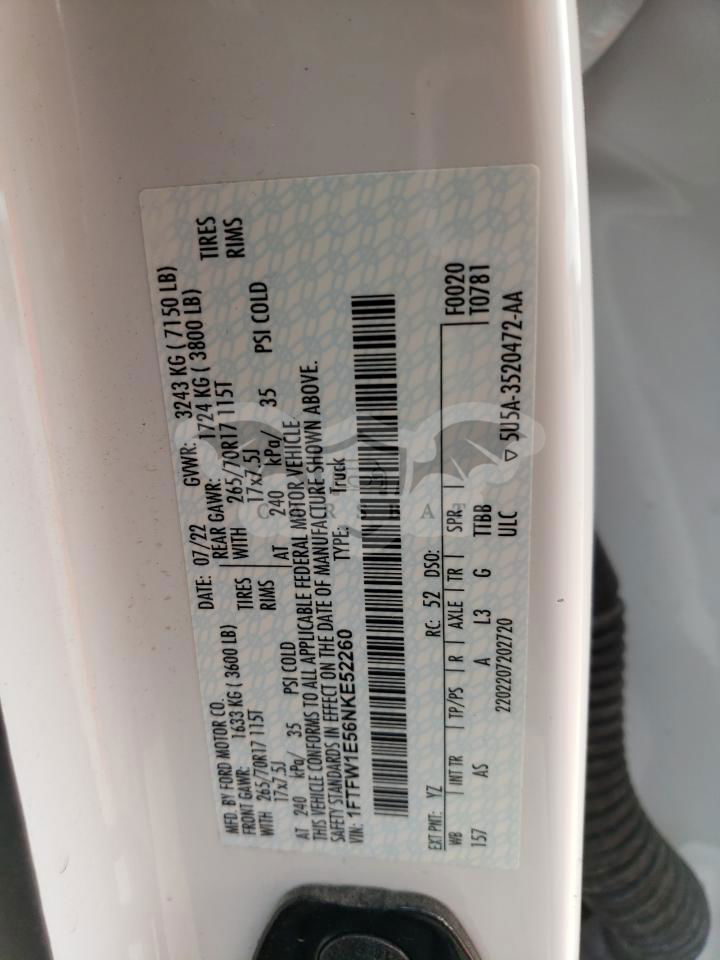 MFD. BY FORD MOTOR CO.
DATE: 07/22 GVWR: 3243 KG ( 7150 LB)
FRONT GAWR: 1633 KG ( 3600 LB) REAR GAWR: 1724 KG ( 3800 LB)
WITH 265/70R17 115T TIRES WITH 265/70R17 115T TIRES
17x7.5J RIMS 17x7.5J RIMS
AT 240 kPa/ 35 PSI COLD AT 240 kPa/ 35 PSI COLD
THIS VEHICLE CONFORMS TO ALL APPLICABLE FEDERAL MOTOR VEHICLE
SAFETY STANDARDS IN EFFECT ON THE DATE OF MANUFACTURE SHOWN ABOVE.
VIN: 1FTFW1E56NKE52260 TYPE: Truck
EXT PNT: YZ RC: 52 DSO: F0020
WB INT TR TP/PS R AXLE TR SPR T0781
157 AS A L3 G TTBB
2202207202720 ULC ▽ 5U5A-3520472-AA